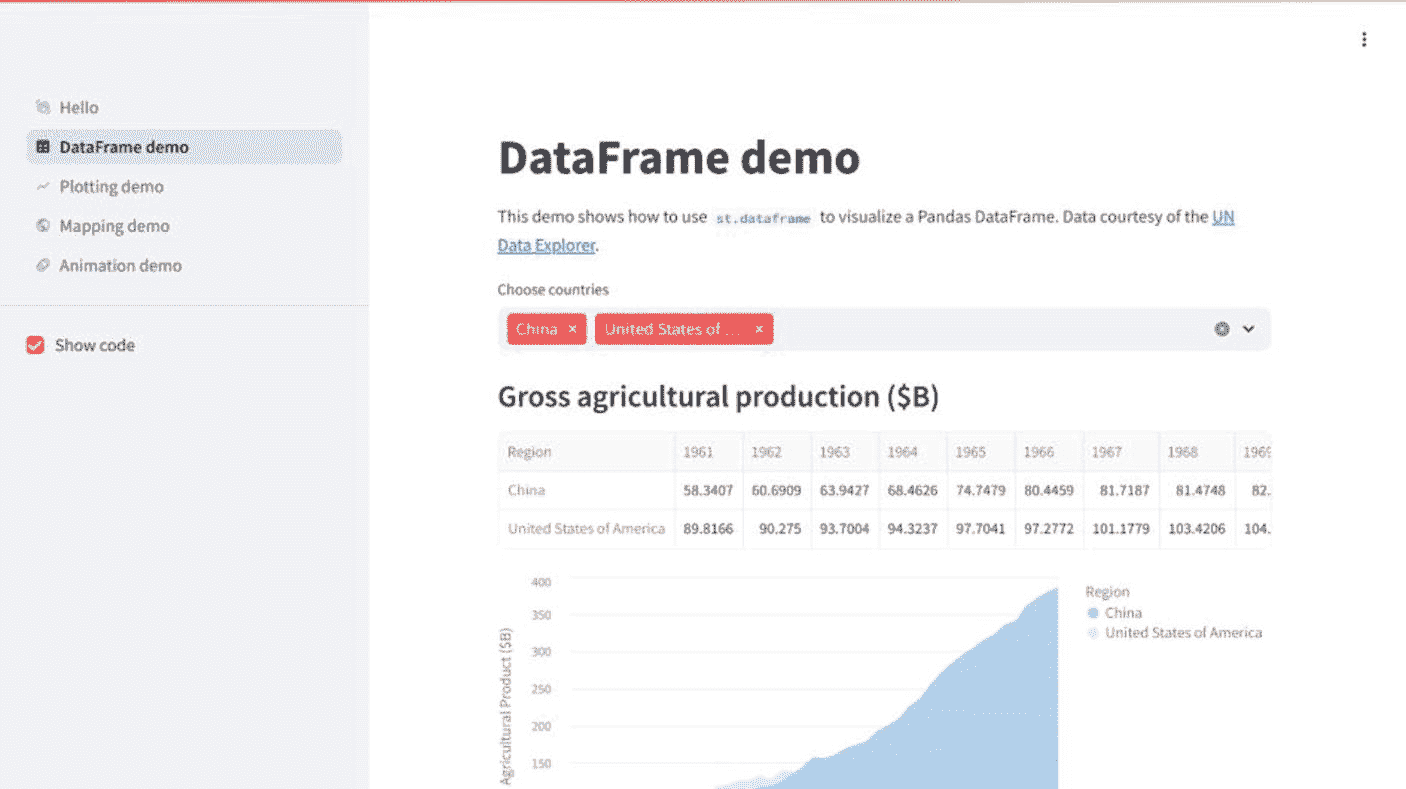 Hello
DataFrame demo
Plotting demo
Mapping demo
Animation demo
Show code
DataFrame demo
This demo shows how to use st.dataframe to visualize a Pandas DataFrame. Data courtesy of the UN
Data Explorer.
Choose countries
China × United States of ... ×
Gross agricultural production ($B)
Region 1961 1962 1963 1964 1965 1966 1967 1968 1969
China 58.3407 60.6909 63.9427 68.4626 74.7479 80.4459 81.7187 81.4748 82.
United States of America 89.8166 90.275 93.7004 94.3237 97.7041 97.2772 101.1779 103.4206 104.
Agricultural Product ($B)
400
350
300
250
200
150
Region
China
United States of America